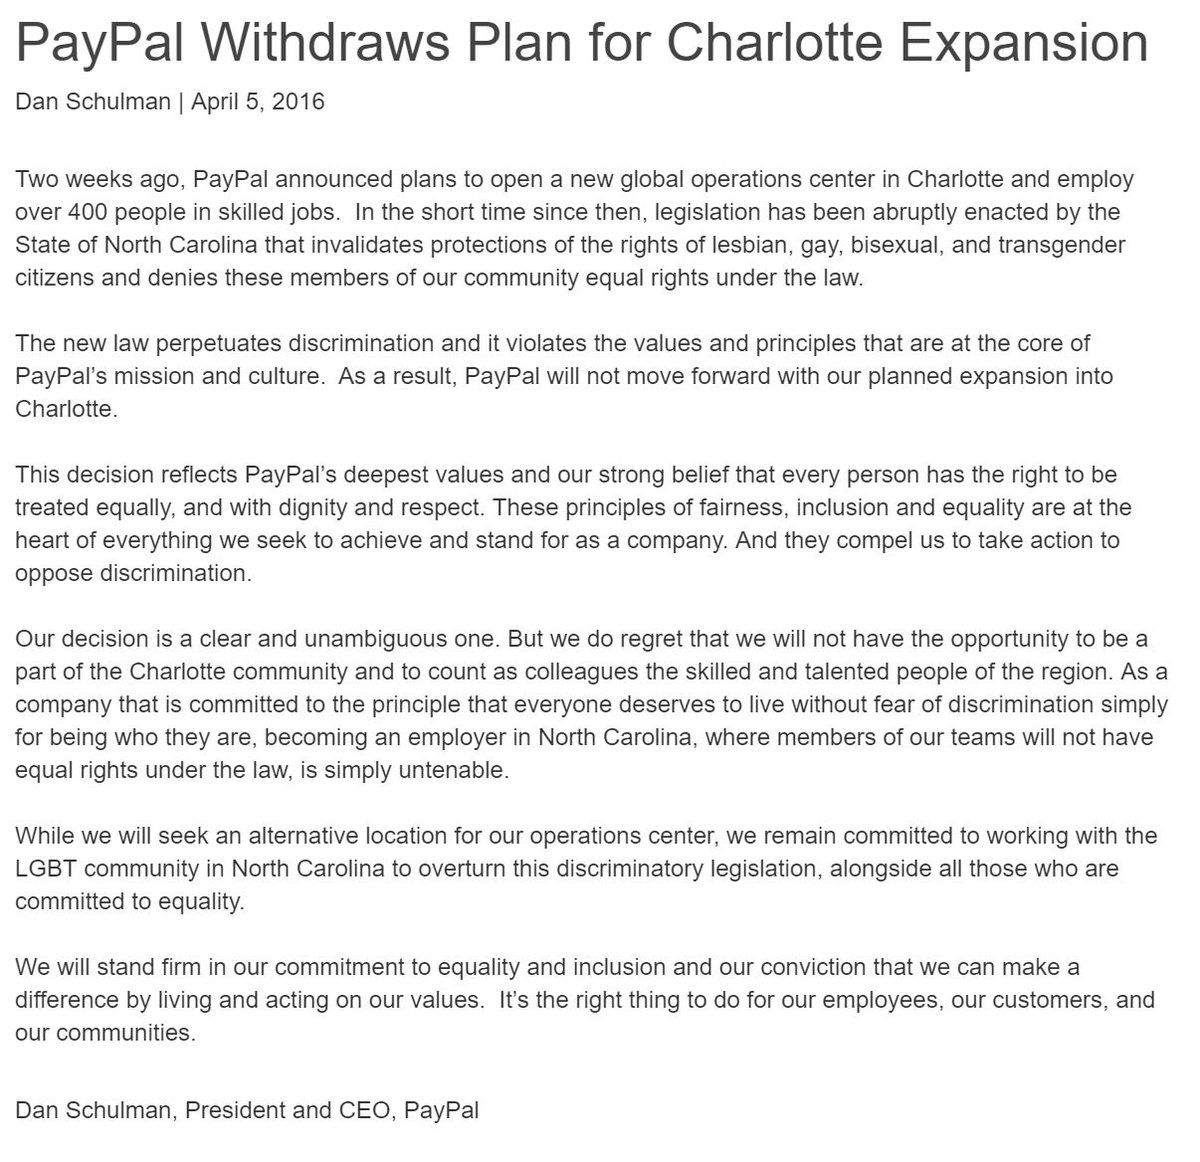 PayPal Withdraws Plan for Charlotte Expansion
Dan Schulman | April 5, 2016
Two weeks ago, PayPal announced plans to open a new global operations center in Charlotte and employ
over 400 people in skilled jobs.  In the short time since then, legislation has been abruptly enacted by the
State of North Carolina that invalidates protections of the rights of lesbian, gay, bisexual, and transgender
citizens and denies these members of our community equal rights under the law.
The new law perpetuates discrimination and it violates the values and principles that are at the core of
PayPal’s mission and culture.  As a result, PayPal will not move forward with our planned expansion into
Charlotte.
This decision reflects PayPal’s deepest values and our strong belief that every person has the right to be
treated equally, and with dignity and respect. These principles of fairness, inclusion and equality are at the
heart of everything we seek to achieve and stand for as a company. And they compel us to take action to
oppose discrimination.
Our decision is a clear and unambiguous one. But we do regret that we will not have the opportunity to be a
part of the Charlotte community and to count as colleagues the skilled and talented people of the region. As a
company that is committed to the principle that everyone deserves to live without fear of discrimination simply
for being who they are, becoming an employer in North Carolina, where members of our teams will not have
equal rights under the law, is simply untenable.
While we will seek an alternative location for our operations center, we remain committed to working with the
LGBT community in North Carolina to overturn this discriminatory legislation, alongside all those who are
committed to equality.
We will stand firm in our commitment to equality and inclusion and our conviction that we can make a
difference by living and acting on our values.  It’s the right thing to do for our employees, our customers, and
our communities.
Dan Schulman, President and CEO, PayPal